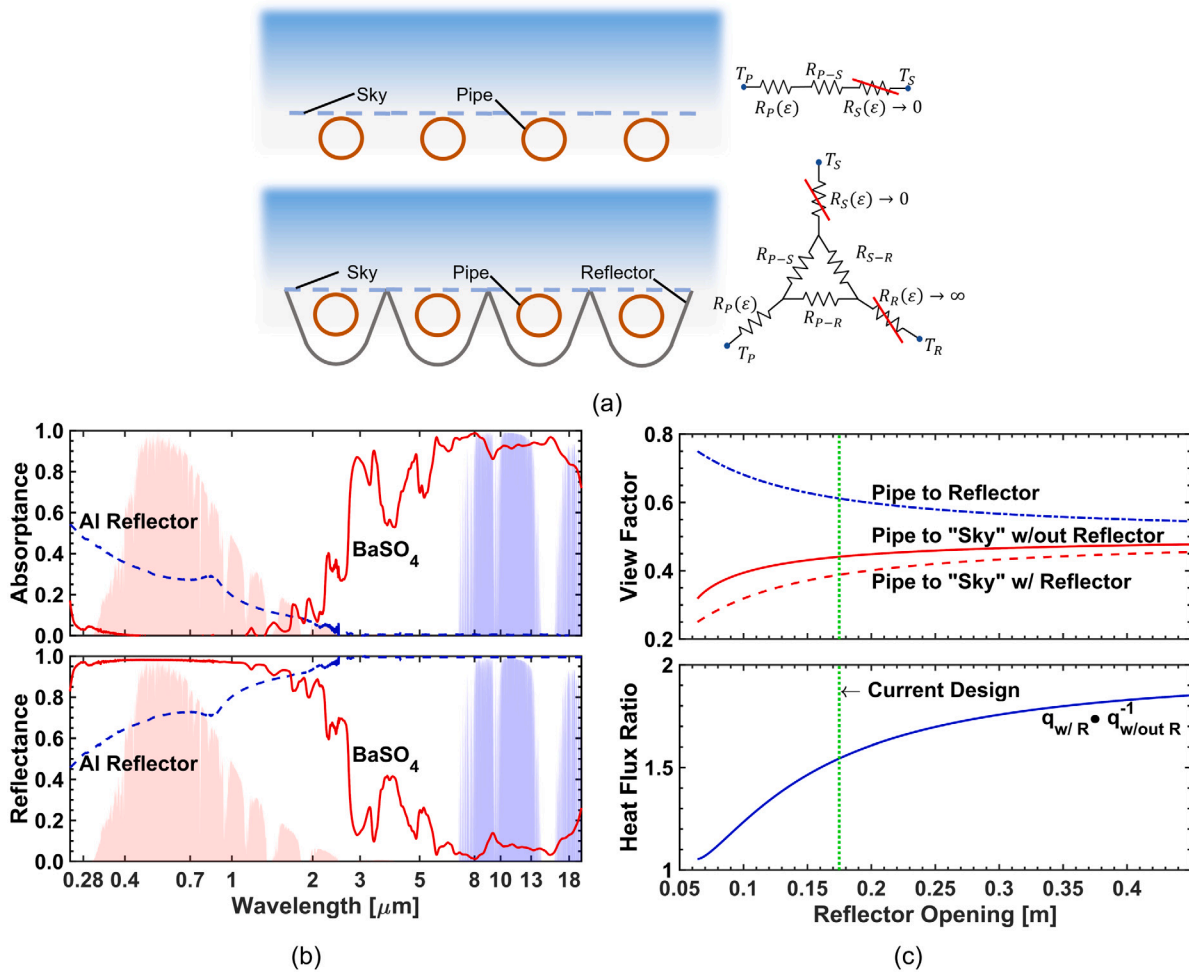 Sky
Pipe
T_P
R_{P−S}
T_S
R_P(ε)
R_S(ε) → 0
Sky
Pipe
Reflector
T_S
R_S(ε) → 0
R_{P−S}
R_{S−R}
R_P(ε)
R_R(ε) → ∞
R_{P−R}
T_P
T_R
(a)
Absorptance
1.0
0.8
0.6
0.4
0.2
0.0
Al Reflector
BaSO_4
Reflectance
1.0
0.8
0.6
0.4
0.2
0.0
Al Reflector
BaSO_4
0.28 0.4 0.7 1 2 3 5 8 10 13 18
Wavelength [μm]
(b)
View Factor
0.8
0.6
0.4
0.2
Pipe to Reflector
Pipe to "Sky" w/out Reflector
Pipe to "Sky" w/ Reflector
Heat Flux Ratio
2
1.5
1
← Current Design
q_{w/ R} • q_{w/out R}^{-1}
0.05 0.1 0.15 0.2 0.25 0.3 0.35 0.4
Reflector Opening [m]
(c)